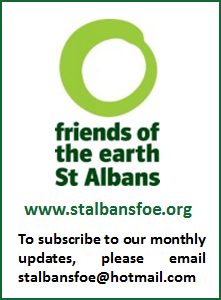 friends of
the earth
St Albans
www.stalbansfoe.org
To subscribe to our monthly
updates, please email
stalbansfoe@hotmail.com